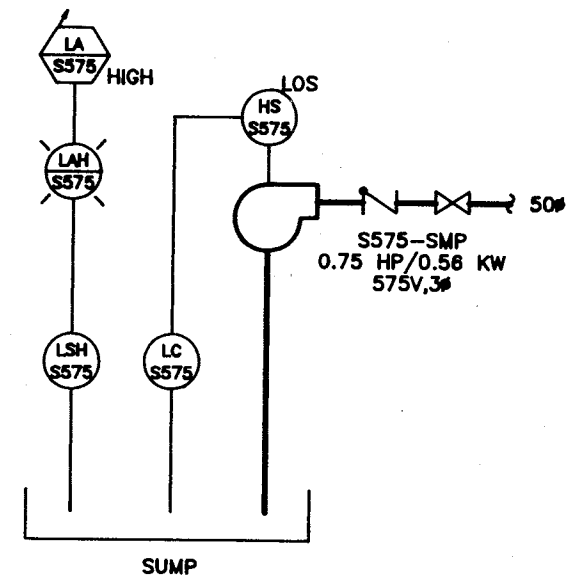 LA
S575
HIGH
LAH
S575
LSH
S575
LC
S575
HS
S575
LOS
50ø
S575-SMP
0.75 HP/0.56 KW
575V,3ø
SUMP